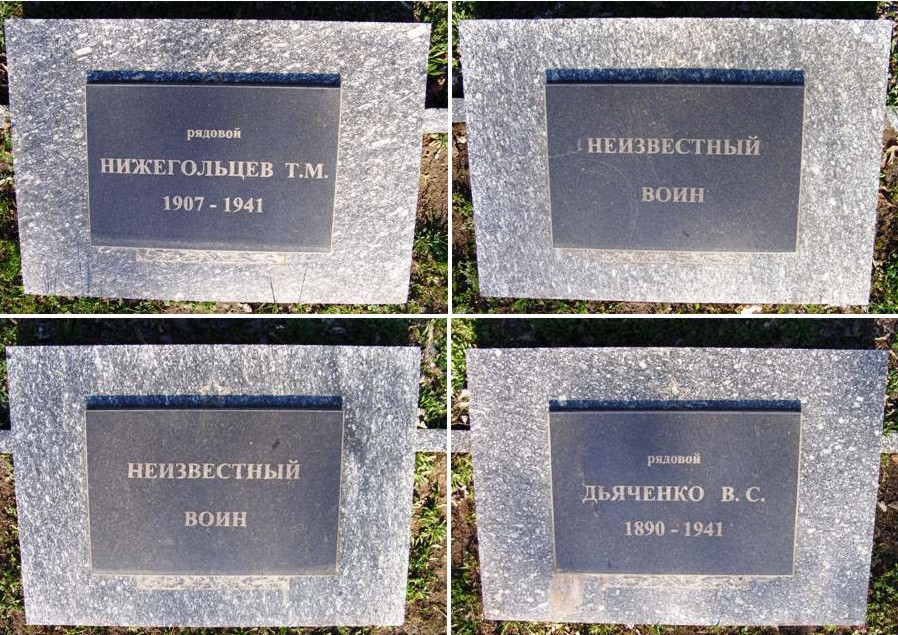 рядовой
НИЖЕГОЛЬЦЕВ Т.М.
1907 - 1941
НЕИЗВЕСТНЫЙ
ВОИН
НЕИЗВЕСТНЫЙ
ВОИН
рядовой
ДЬЯЧЕНКО В. С.
1890 - 1941